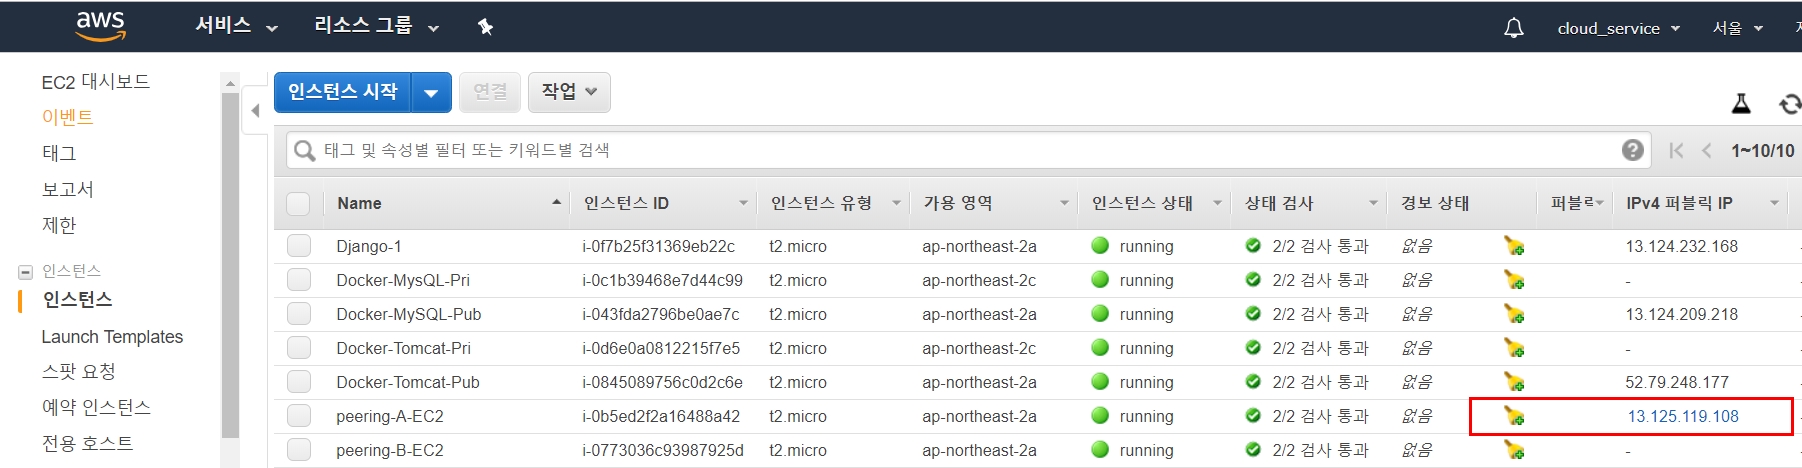 aws 서비스 리소스 그룹 cloud_service 서울
EC2 대시보드
이벤트
태그
보고서
제한
인스턴스
인스턴스
Launch Templates
스팟 요청
예약 인스턴스
전용 호스트
인스턴스 시작 연결 작업
태그 및 속성별 필터 또는 키워드별 검색 ? 1~10/10
Name 인스턴스 ID 인스턴스 유형 가용 영역 인스턴스 상태 상태 검사 경보 상태 퍼블릭 IPv4 퍼블릭 IP
Django-1 i-0f7b25f31369eb22c t2.micro ap-northeast-2a running 2/2 검사 통과 없음 13.124.232.168
Docker-MysQL-Pri i-0c1b39468e7d44c99 t2.micro ap-northeast-2c running 2/2 검사 통과 없음 -
Docker-MySQL-Pub i-043fda2796be0ae7c t2.micro ap-northeast-2a running 2/2 검사 통과 없음 13.124.209.218
Docker-Tomcat-Pri i-0d6e0a0812215f7e5 t2.micro ap-northeast-2c running 2/2 검사 통과 없음 -
Docker-Tomcat-Pub i-0845089756c0d2c6e t2.micro ap-northeast-2a running 2/2 검사 통과 없음 52.79.248.177
peering-A-EC2 i-0b5ed2f2a16488a42 t2.micro ap-northeast-2a running 2/2 검사 통과 없음 13.125.119.108
peering-B-EC2 i-0773036c93987925d t2.micro ap-northeast-2a running 2/2 검사 통과 없음 -